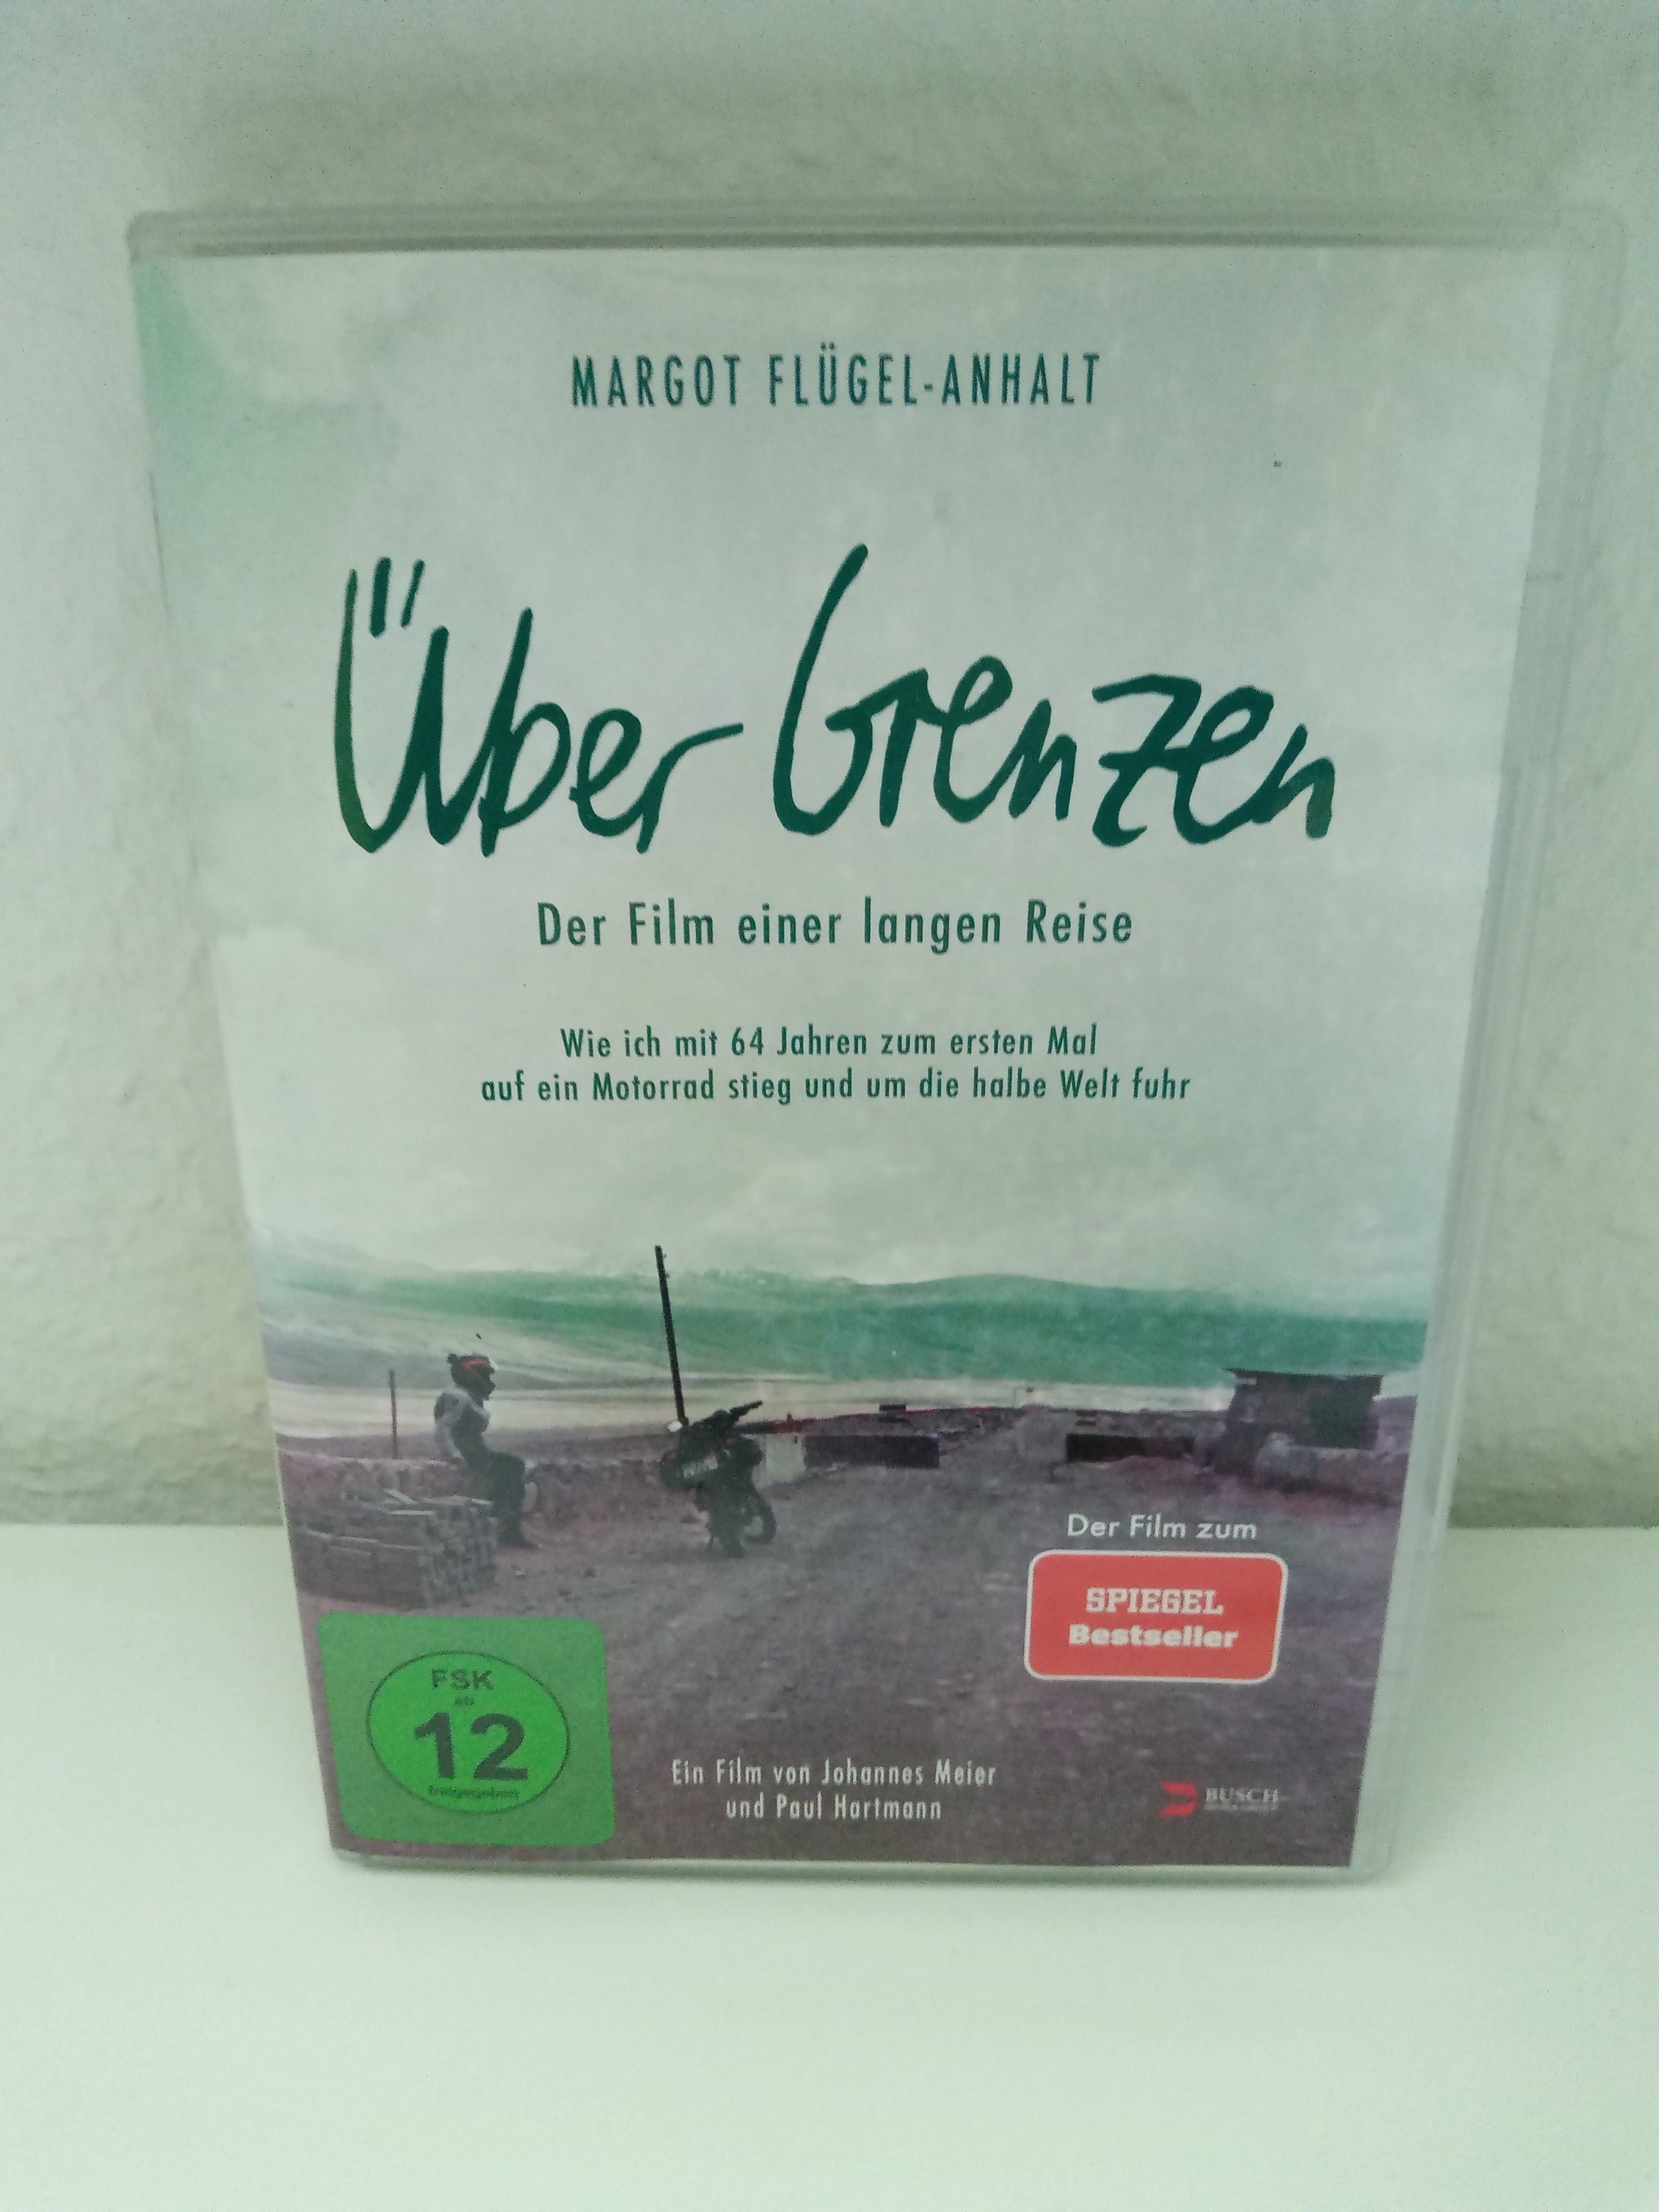 MARGOT FLÜGEL-ANHALT
Über Grenzen
Der Film einer langen Reise
Wie ich mit 64 Jahren zum ersten Mal
auf ein Motorrad stieg und um die halbe Welt fuhr
Der Film zum
SPIEGEL
Bestseller
FSK
ab
12
freigegeben
Ein Film von Johannes Meier
und Paul Hartmann
BUSCH